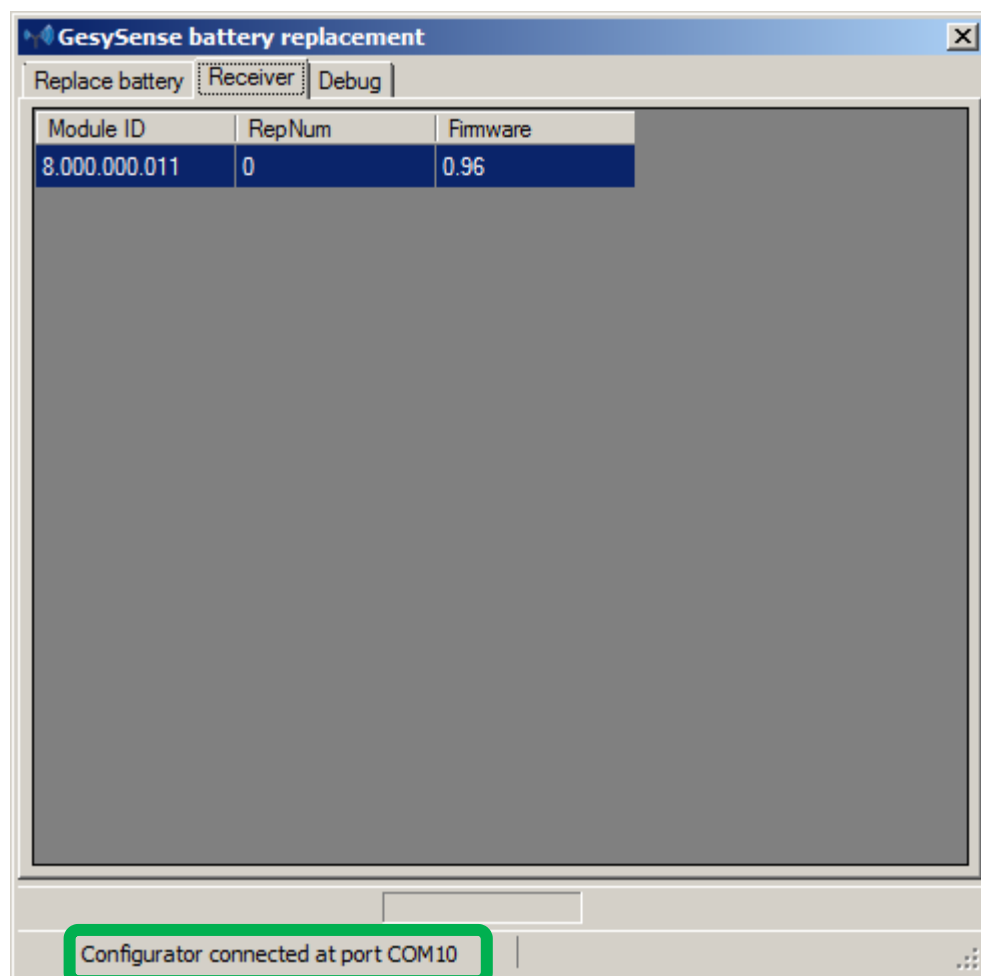 GesySense battery replacement
Replace battery Receiver Debug
Module ID RepNum Firmware
8.000.000.011 0 0.96
Configurator connected at port COM10